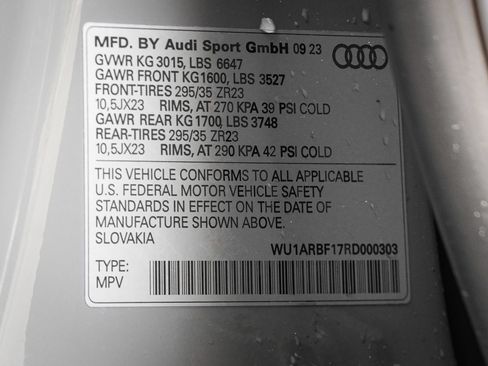 MFD. BY Audi Sport GmbH 09 23
GVWR KG 3015, LBS 6647
GAWR FRONT KG1600, LBS 3527
FRONT-TIRES 295/35 ZR23
10,5JX23 RIMS, AT 270 KPA 39 PSI COLD
GAWR REAR KG 1700, LBS 3748
REAR-TIRES 295/35 ZR23
10,5JX23 RIMS, AT 290 KPA 42 PSI COLD
THIS VEHICLE CONFORMS TO ALL APPLICABLE
U.S. FEDERAL MOTOR VEHICLE SAFETY
STANDARDS IN EFFECT ON THE DATE OF
MANUFACTURE SHOWN ABOVE.
SLOVAKIA WU1ARBF17RD000303
TYPE:
MPV